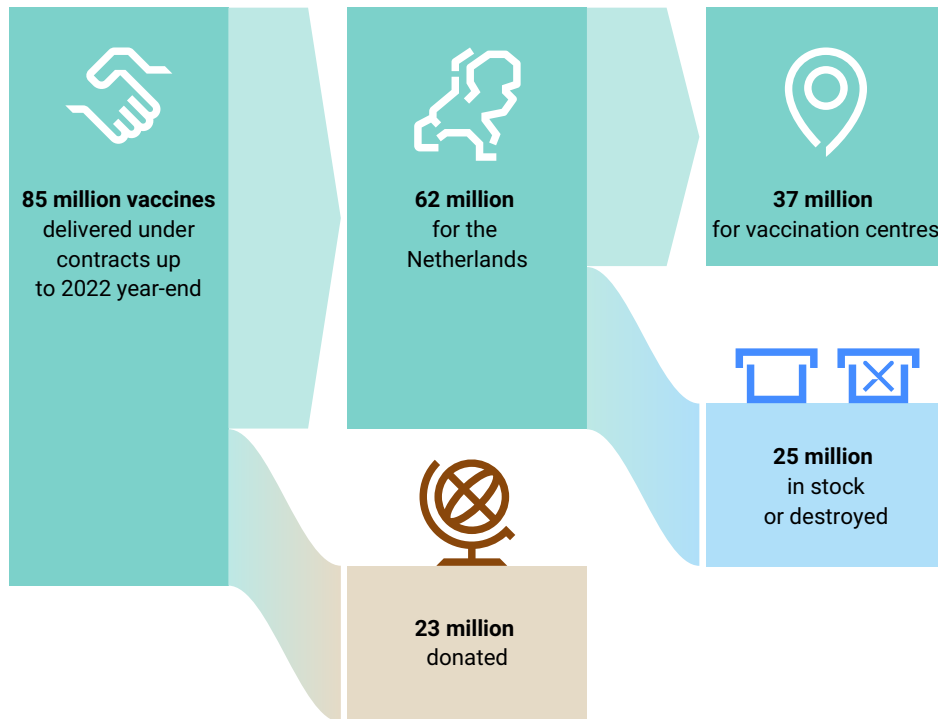 85 million vaccines
delivered under
contracts up
to 2022 year-end
62 million
for the
Netherlands
37 million
for vaccination centres
25 million
in stock
or destroyed
23 million
donated